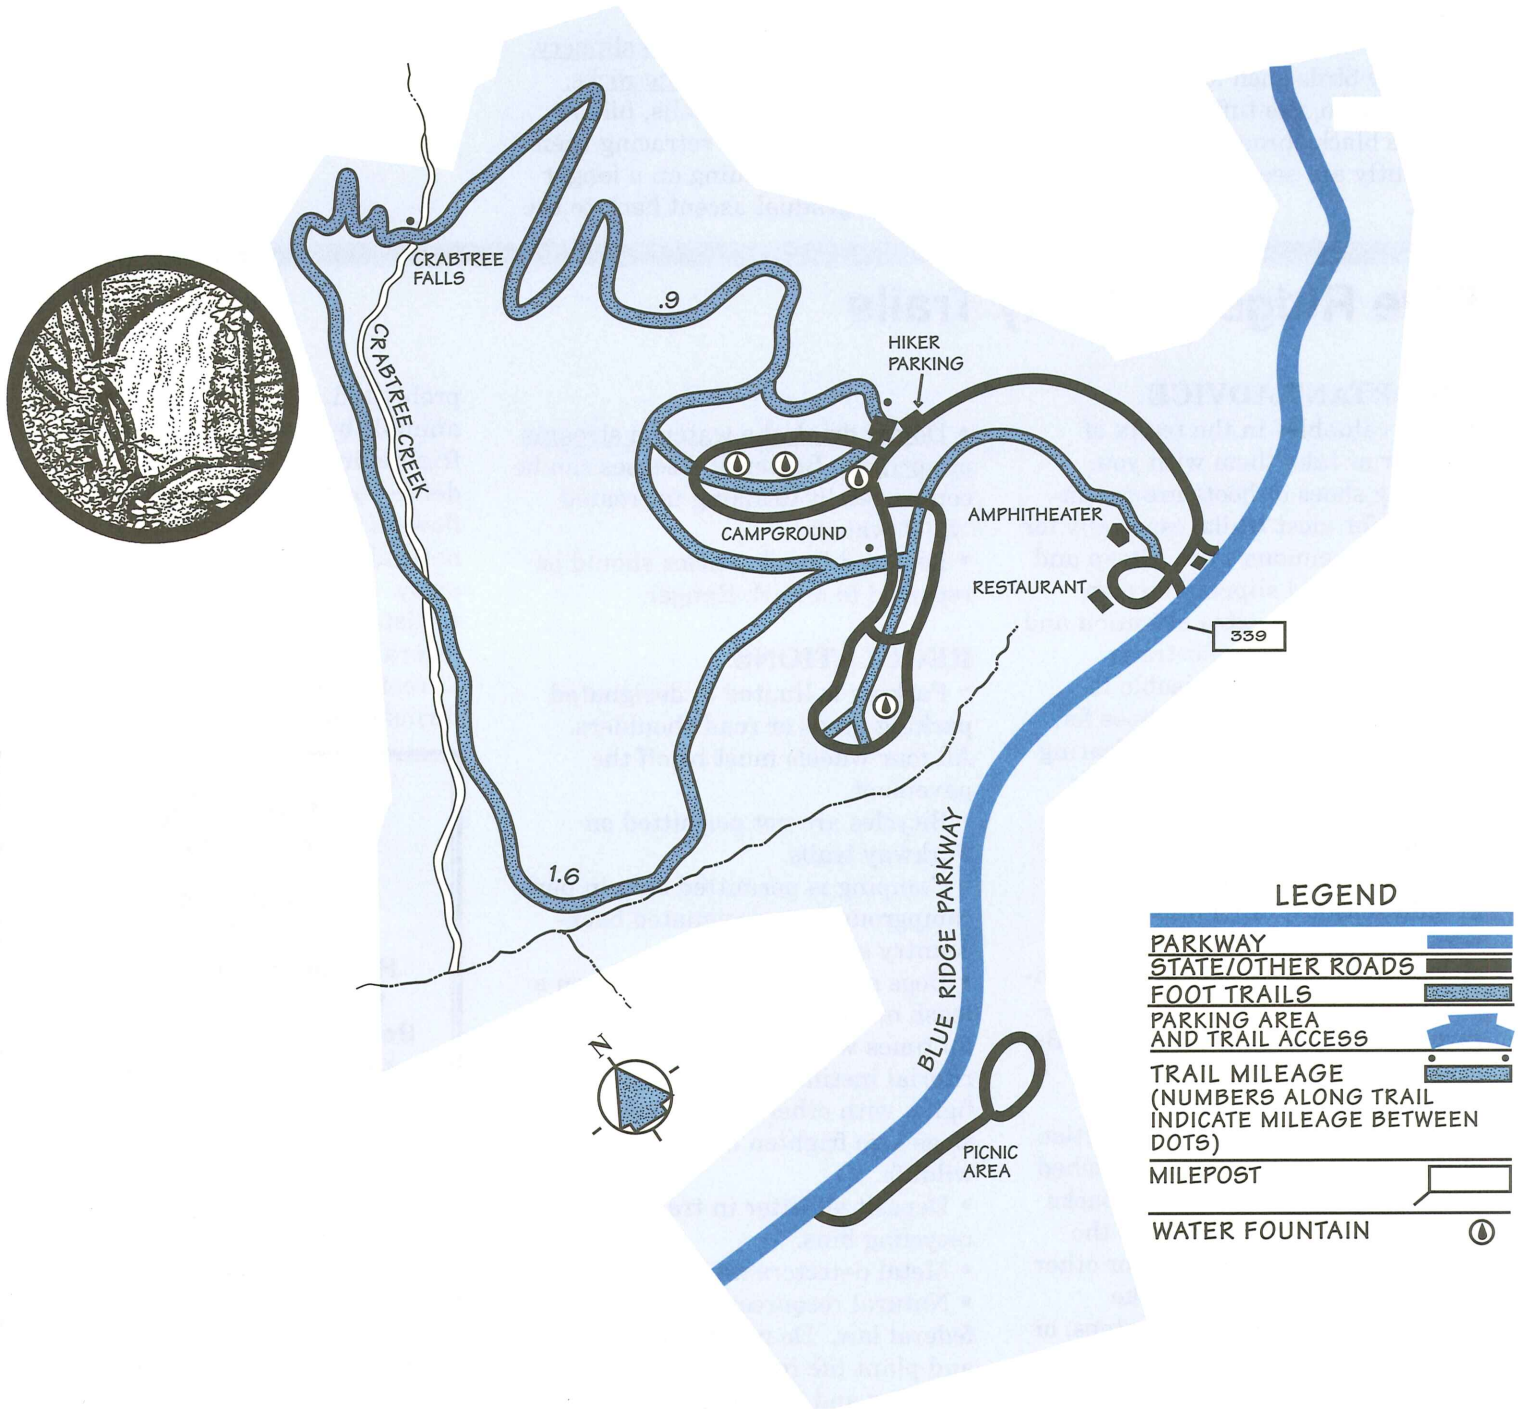 CRABTREE
FALLS
CRABTREE CREEK
.9
HIKER
PARKING
AMPHITHEATER
CAMPGROUND
RESTAURANT
339
1.6
BLUE RIDGE PARKWAY
N
PICNIC
AREA
LEGEND
PARKWAY
STATE/OTHER ROADS
FOOT TRAILS
PARKING AREA
AND TRAIL ACCESS
TRAIL MILEAGE
(NUMBERS ALONG TRAIL
INDICATE MILEAGE BETWEEN
DOTS)
MILEPOST
WATER FOUNTAIN